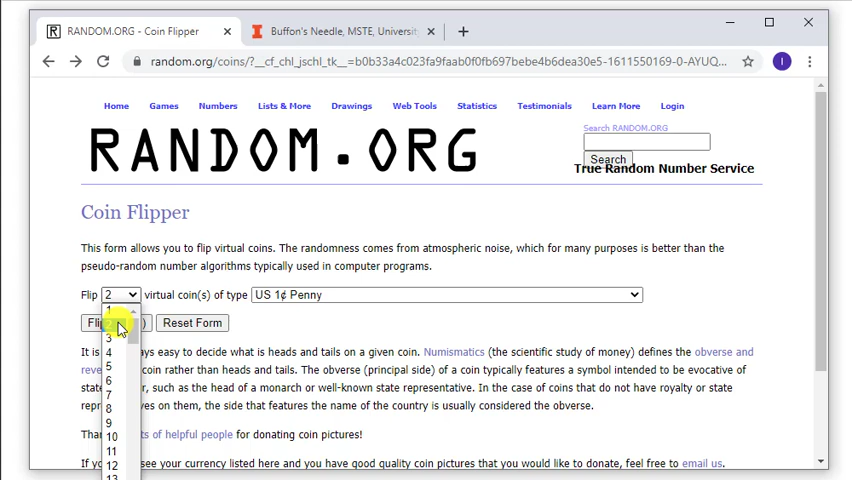 RANDOM.ORG - Coin Flipper
Buffon's Needle, MSTE, Universit
random.org/coins/?__cf_chl_jschl_tk__=b0b33a4c023fa9faab0f0fb697bebe4b6dea30e5-1611550169-0-AYUQ...
I
Home Games Numbers Lists & More Drawings Web Tools Statistics Testimonials Learn More Login
Search RANDOM.ORG
RANDOM.ORG
Search
True Random Number Service
Coin Flipper
This form allows you to flip virtual coins. The randomness comes from atmospheric noise, which for many purposes is better than the
pseudo-random number algorithms typically used in computer programs.
Flip 2 virtual coin(s) of type US 1¢ Penny
1
2
Reset Form
3
It is ays easy to decide what is heads and tails on a given coin. Numismatics (the scientific study of money) defines the obverse and
4
coin rather than heads and tails. The obverse (principal side) of a coin typically features a symbol intended to be evocative of
5
6
state such as the head of a monarch or well-known state representative. In the case of coins that do not have royalty or state
7
repr ves on them, the side that features the name of the country is usually considered the obverse.
8
9
Than ts of helpful people for donating coin pictures!
10
11
If yo see your currency listed here and you have good quality coin pictures that you would like to donate, feel free to email us.
12
13